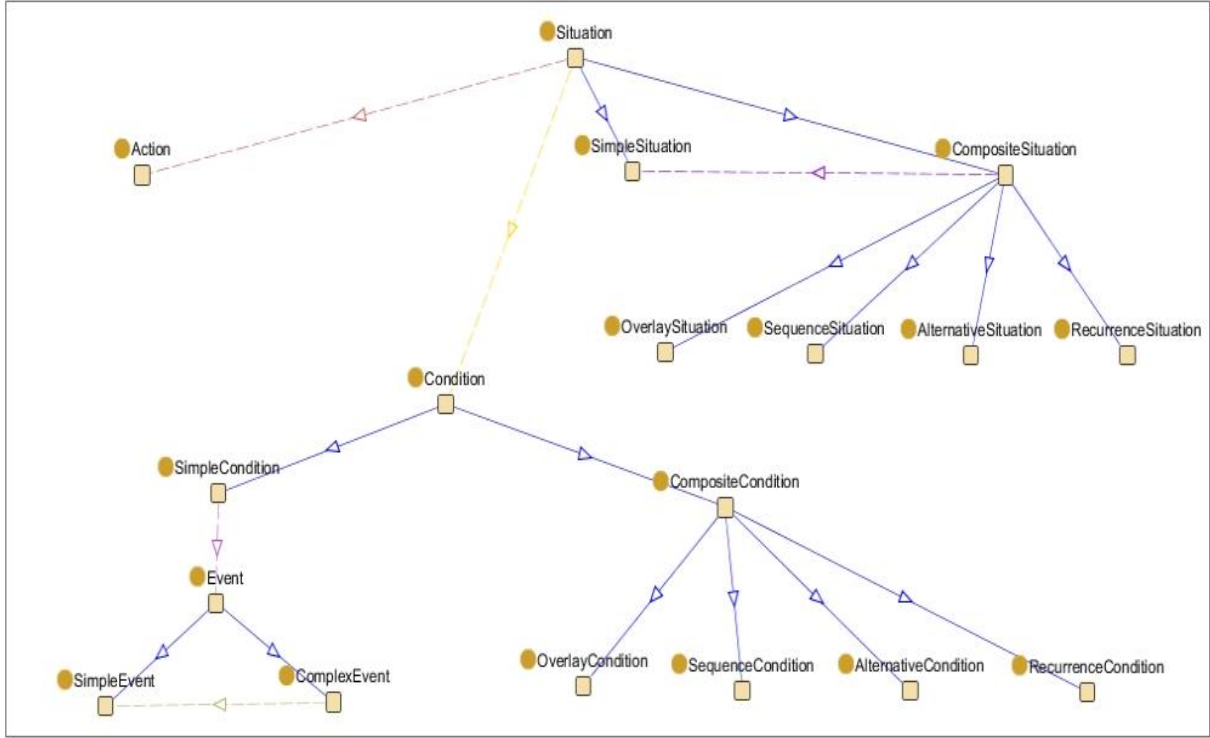 Situation
Action
SimpleSituation
CompositeSituation
OverlaySituation
SequenceSituation
AlternativeSituation
RecurrenceSituation
Condition
SimpleCondition
CompositeCondition
Event
SimpleEvent
ComplexEvent
OverlayCondition
SequenceCondition
AlternativeCondition
RecurrenceCondition